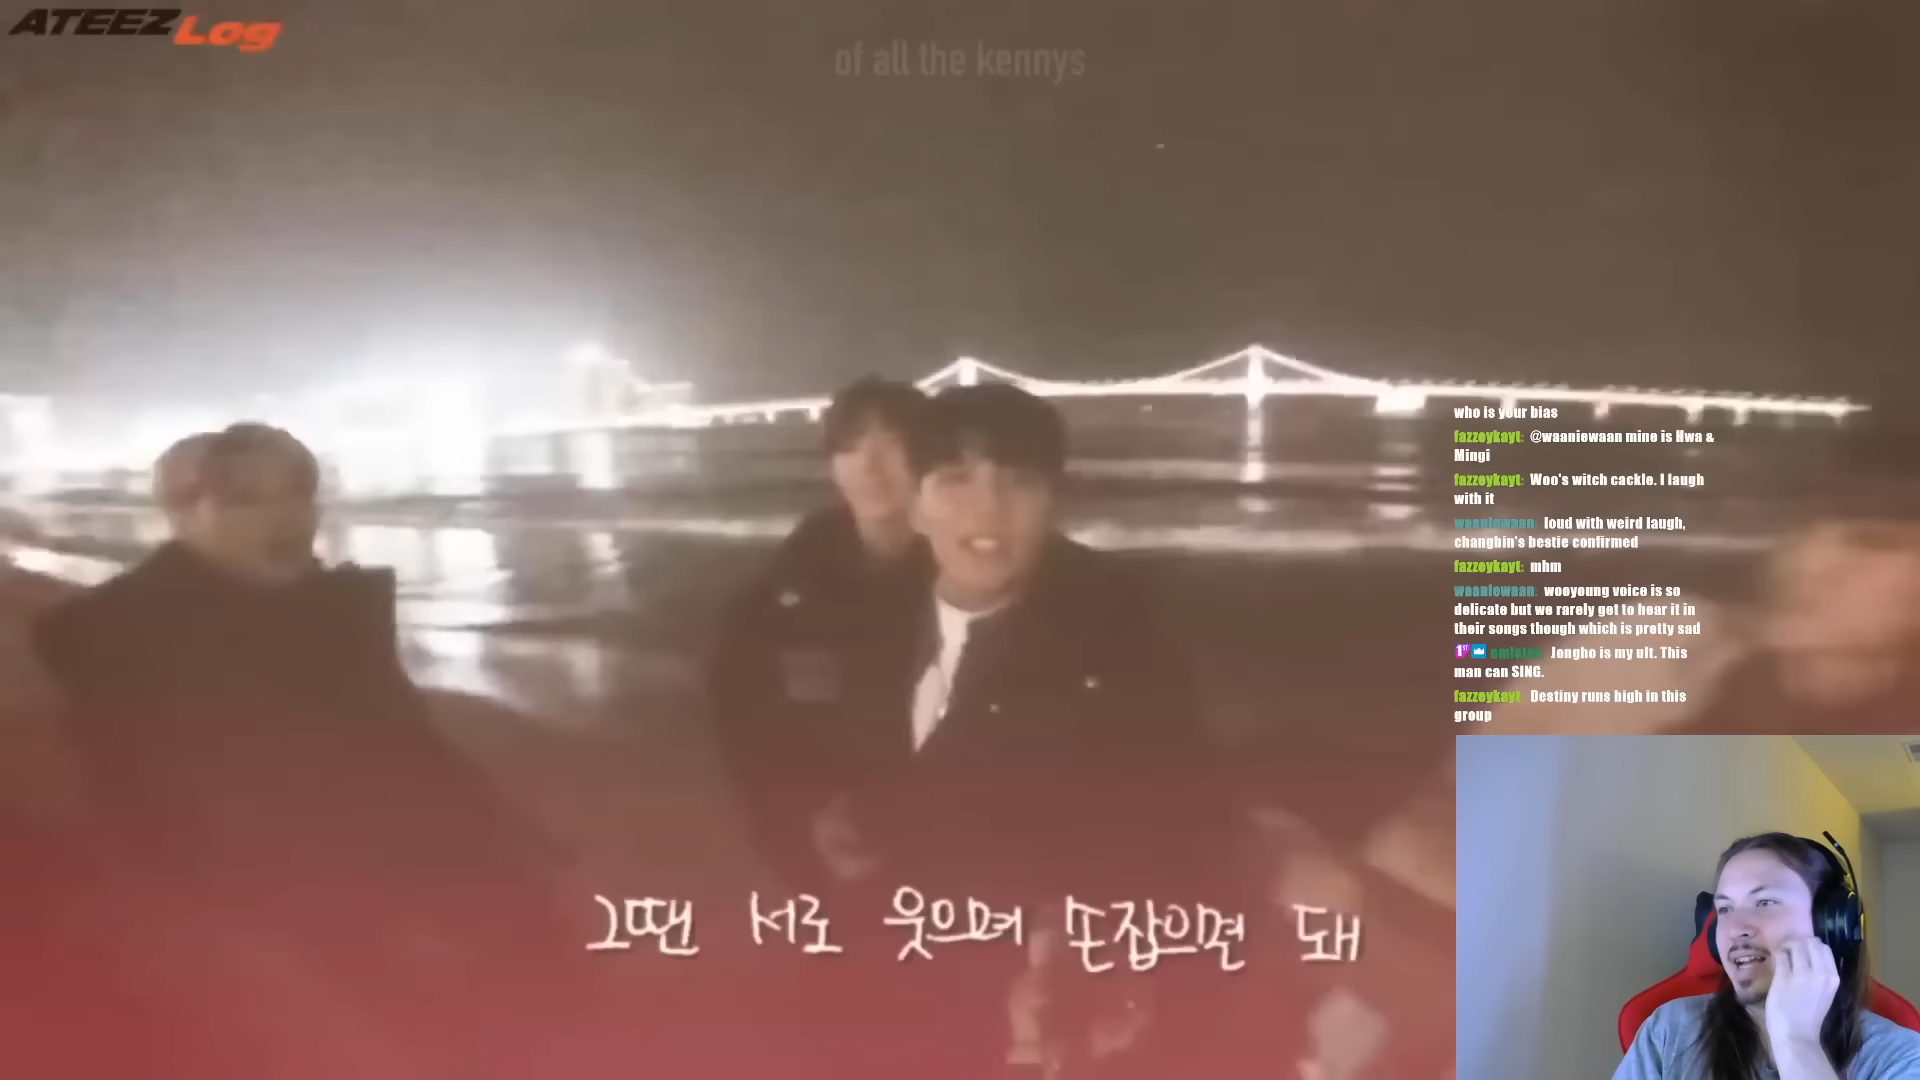 ATEEZ Log
of all the kennys
who is your bias
fazzeykayt: @waaniewaan mine is Hwa &
Mingi
fazzeykayt: Woo's witch cackle. I laugh
with it
waaniewaan: loud with weird laugh,
changbin's bestie confirmed
fazzeykayt: mhm
waaniewaan: wooyoung voice is so
delicate but we rarely get to hear it in
their songs though which is pretty sad
1ST Jongho is my ult. This
man can SING.
fazzeykayt: Destiny runs high in this
group
그땐 서로 웃으며 손잡으면 돼